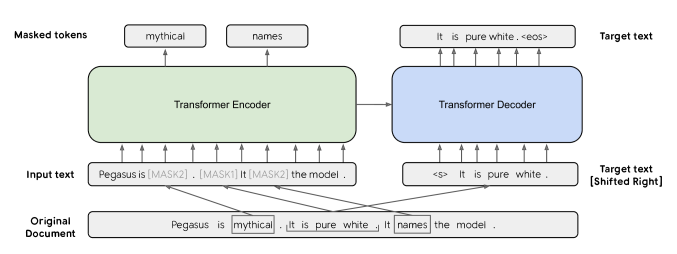 Masked tokens mythical names It is pure white . <eos> Target text
Transformer Encoder Transformer Decoder
Input text Pegasus is [MASK2] . [MASK1] It [MASK2] the model . <s> It is pure white . Target text
[Shifted Right]
Original
Document
Pegasus is mythical . It is pure white . It names the model .